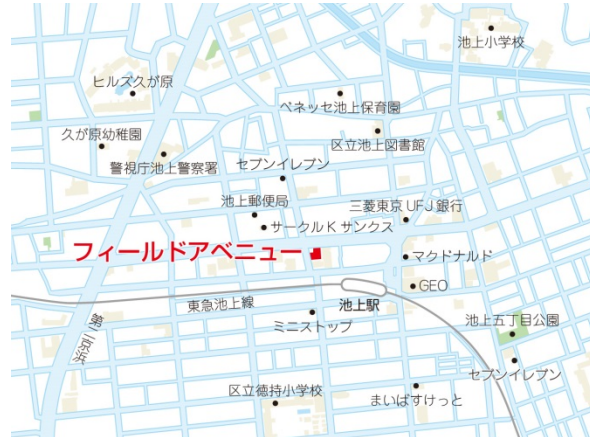 池上小学校
ヒルズ久が原
ベネッセ池上保育園
久が原幼稚園
区立池上図書館
警視庁池上警察署
セブンイレブン
池上郵便局
三菱東京UFJ銀行
サークルKサンクス
フィールドアベニュー
マクドナルド
GEO
東急池上線
池上駅
第二京浜
ミニストップ
池上五丁目公園
セブンイレブン
区立徳持小学校
まいばすけっと